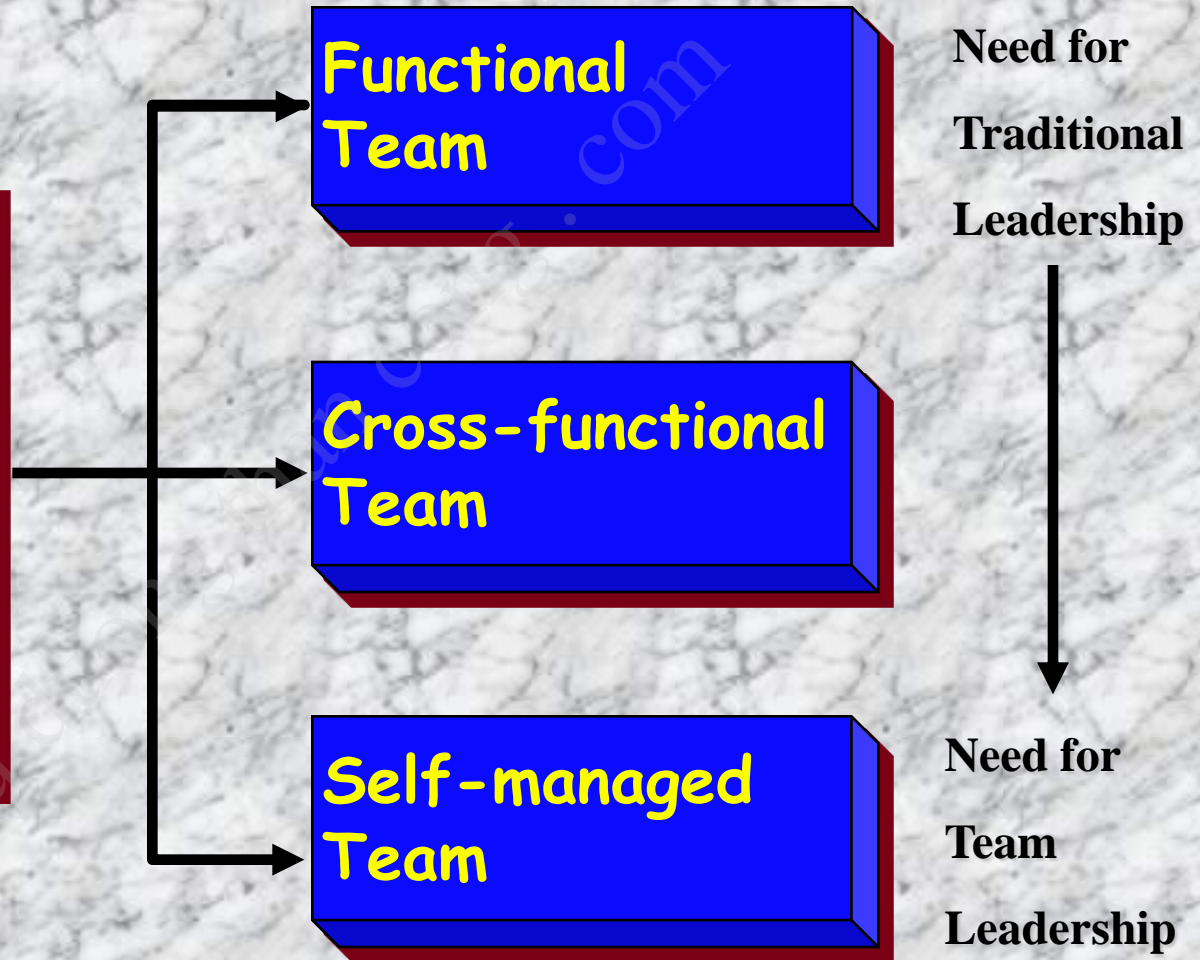 Functional
Team
Need for
Traditional
Leadership
Cross-functional
Team
Self-managed
Team
Need for
Team
Leadership